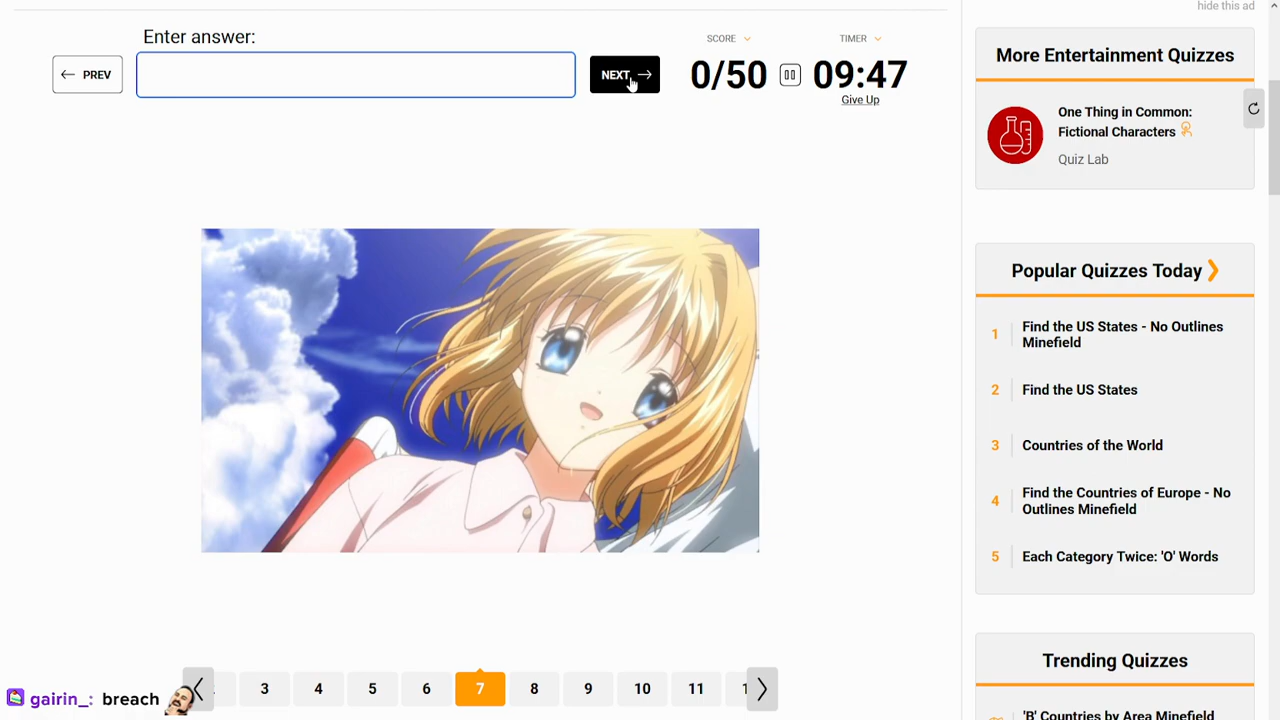 hide this ad
Enter answer:
PREV
NEXT
SCORE
0/50
TIMER
09:47
Give Up
More Entertainment Quizzes
One Thing in Common:
Fictional Characters
Quiz Lab
Popular Quizzes Today
1 Find the US States - No Outlines
Minefield
2 Find the US States
3 Countries of the World
4 Find the Countries of Europe - No
Outlines Minefield
5 Each Category Twice: 'O' Words
Trending Quizzes
'B' Countries by Area Minefield
3 4 5 6 7 8 9 10 11 1
gairin_: breach